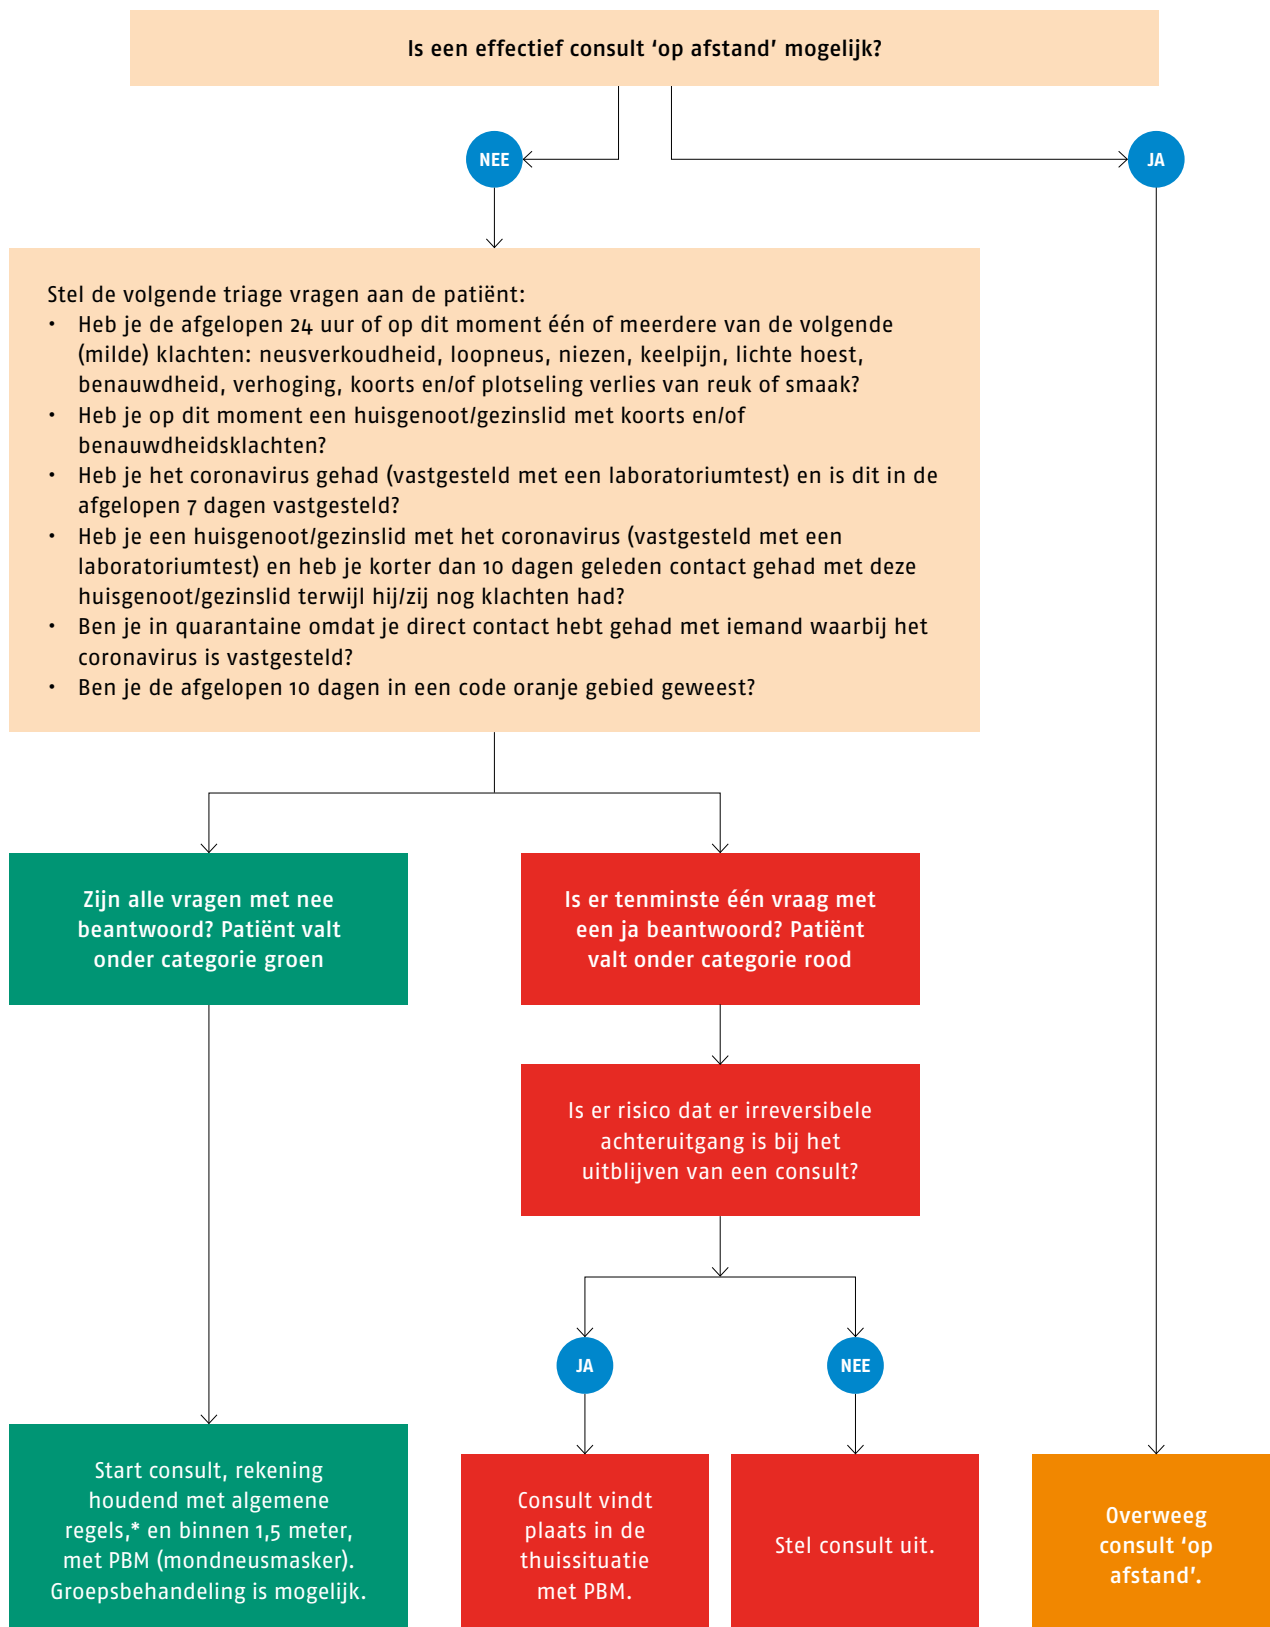 Is een effectief consult ‘op afstand’ mogelijk?
NEE
JA
Stel de volgende triage vragen aan de patiënt:
• Heb je de afgelopen 24 uur of op dit moment één of meerdere van de volgende
(milde) klachten: neusverkoudheid, loopneus, niezen, keelpijn, lichte hoest,
benauwdheid, verhoging, koorts en/of plotseling verlies van reuk of smaak?
• Heb je op dit moment een huisgenoot/gezinslid met koorts en/of
benauwdheidsklachten?
• Heb je het coronavirus gehad (vastgesteld met een laboratoriumtest) en is dit in de
afgelopen 7 dagen vastgesteld?
• Heb je een huisgenoot/gezinslid met het coronavirus (vastgesteld met een
laboratoriumtest) en heb je korter dan 10 dagen geleden contact gehad met deze
huisgenoot/gezinslid terwijl hij/zij nog klachten had?
• Ben je in quarantaine omdat je direct contact hebt gehad met iemand waarbij het
coronavirus is vastgesteld?
• Ben je de afgelopen 10 dagen in een code oranje gebied geweest?
Zijn alle vragen met nee
beantwoord? Patiënt valt
onder categorie groen
Is er tenminste één vraag met
een ja beantwoord? Patiënt
valt onder categorie rood
Is er risico dat er irreversibele
achteruitgang is bij het
uitblijven van een consult?
JA
NEE
Start consult, rekening
houdend met algemene
regels,* en binnen 1,5 meter,
met PBM (mondneusmasker).
Groepsbehandeling is mogelijk.
Consult vindt
plaats in de
thuissituatie
met PBM.
Stel consult uit.
Overweeg
consult ‘op
afstand’.